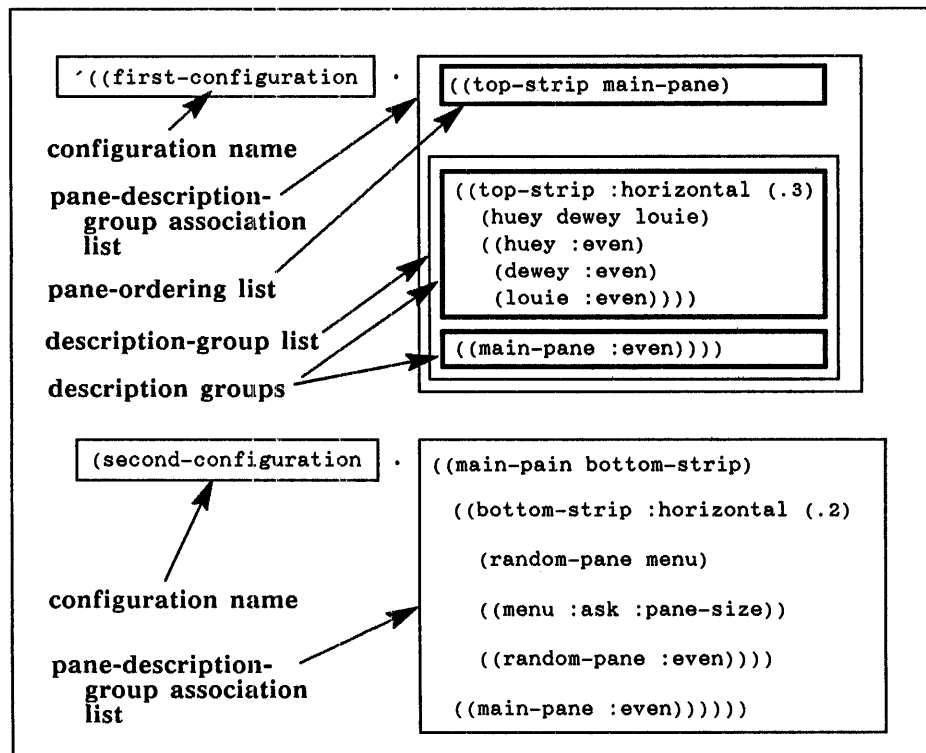 ´((first-configuration . ((top-strip main-pane)
configuration name
pane-description-
group association
list
((top-strip :horizontal (.3)
(huey dewey louie)
((huey :even)
(dewey :even)
(louie :even))))
pane-ordering list
description-group list
((main-pane :even))))
description groups
(second-configuration . ((main-pain bottom-strip)
((bottom-strip :horizontal (.2)
(random-pane menu)
configuration name
((menu :ask :pane-size))
pane-description-
group association
list
((random-pane :even))))
((main-pane :even))))))